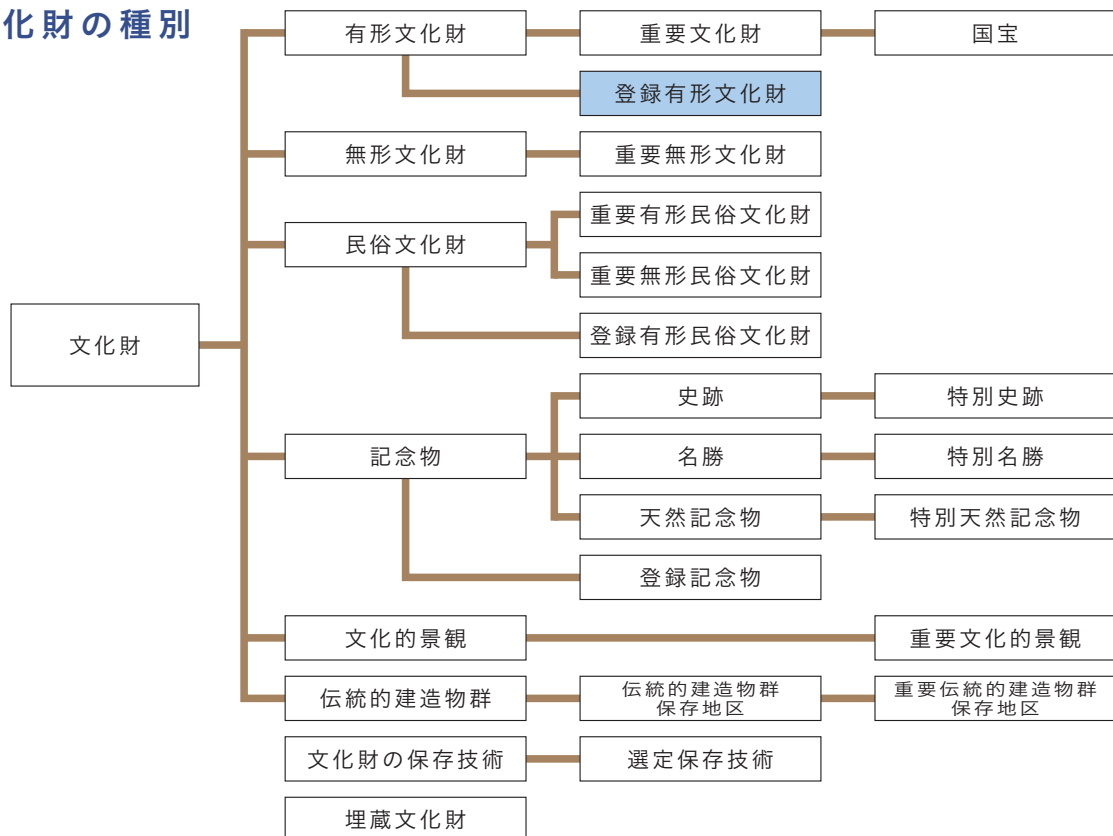 化財の種別
有形文化財
重要文化財
国宝
登録有形文化財
無形文化財
重要無形文化財
重要有形民俗文化財
民俗文化財
重要無形民俗文化財
登録有形民俗文化財
文化財
史跡
特別史跡
記念物
名勝
特別名勝
天然記念物
特別天然記念物
登録記念物
文化的景観
重要文化的景観
伝統的建造物群
伝統的建造物群
保存地区
重要伝統的建造物群
保存地区
文化財の保存技術
選定保存技術
埋蔵文化財